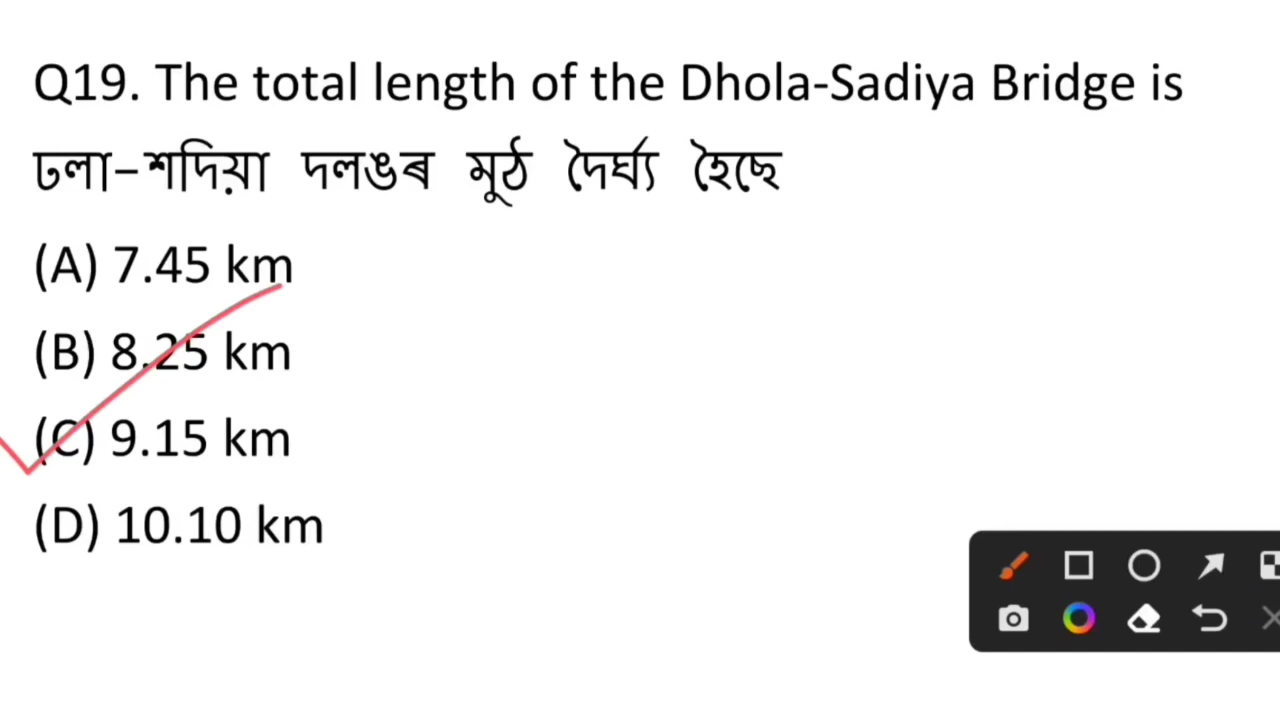 Q19. The total length of the Dhola-Sadiya Bridge is
ঢলা-শদিয়া দলঙৰ মুঠ দৈৰ্ঘ্য হৈছে
(A) 7.45 km
(B) 8.25 km
(C) 9.15 km
(D) 10.10 km